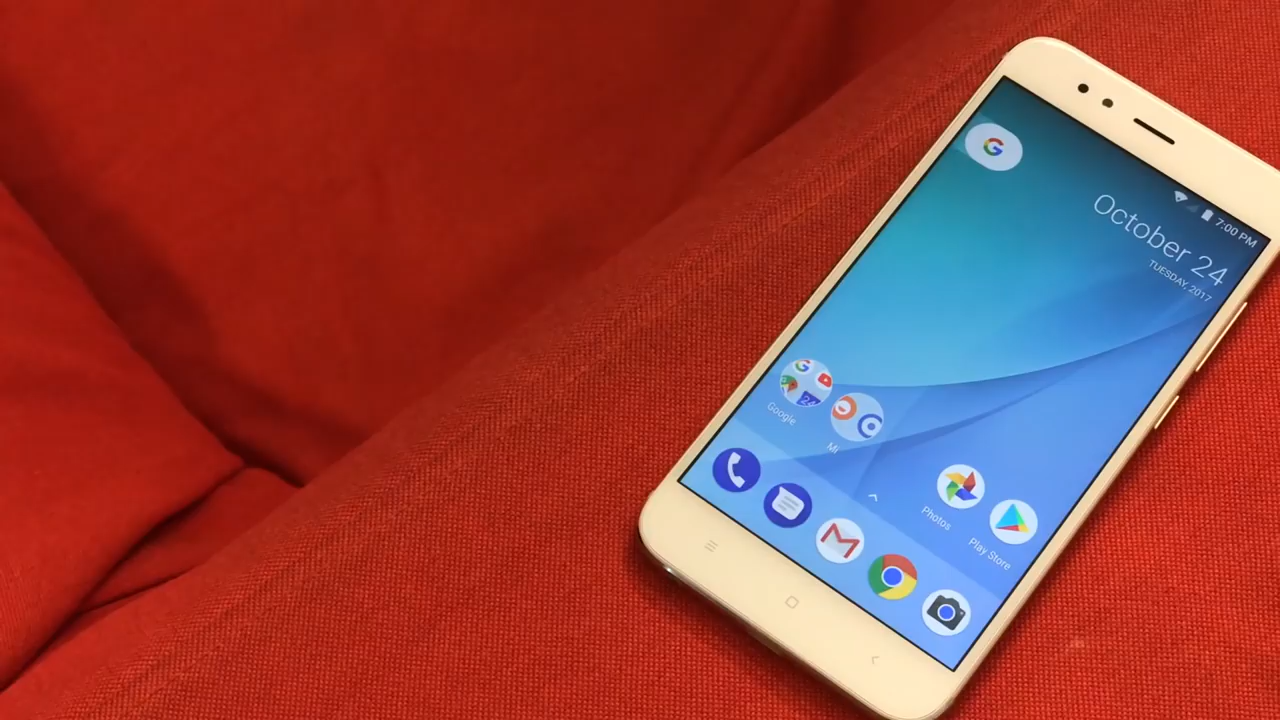 7:00 PM
October 24
TUESDAY, 2017
Google
Mi
Photos
Play Store